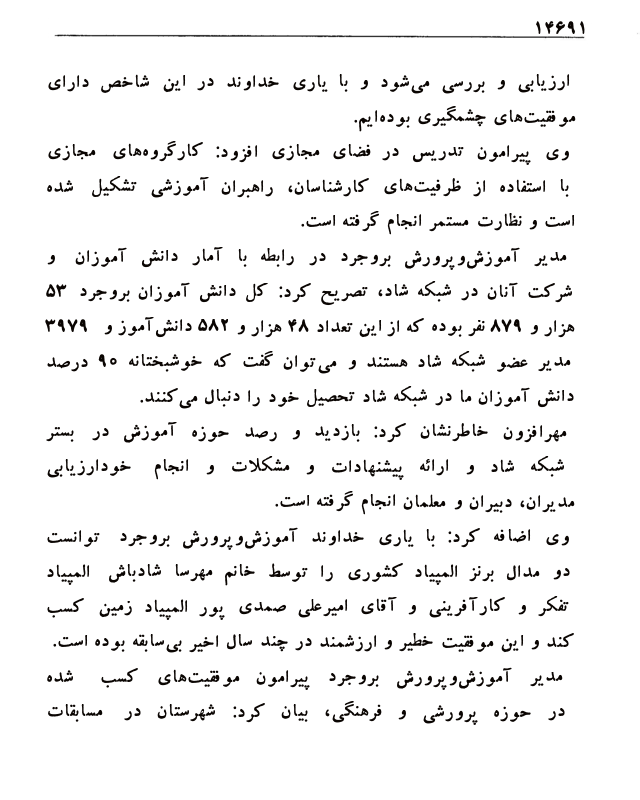 ۱۴۶۹۱
ارزیابی و بررسی می‌شود و با یاری خداوند در این شاخص دارای
موفقیت‌های چشمگیری بوده‌ایم.
وی پیرامون تدریس در فضای مجازی افزود: کارگروه‌های مجازی
با استفاده از ظرفیت‌های کارشناسان، راهبران آموزشی تشکیل شده
است و نظارت مستمر انجام گرفته است.
مدیر آموزش‌وپرورش بروجرد در رابطه با آمار دانش آموزان و
شرکت آنان در شبکه شاد، تصریح کرد: کل دانش آموزان بروجرد ۵۳
هزار و ۸۷۹ نفر بوده که از این تعداد ۴۸ هزار و ۵۸۲ دانش‌آموز و ۳۹۷۹
مدیر عضو شبکه شاد هستند و می‌توان گفت که خوشبختانه ۹۰ درصد
دانش آموزان ما در شبکه شاد تحصیل خود را دنبال می‌کنند.
مهرافزون خاطرنشان کرد: بازدید و رصد حوزه آموزش در بستر
شبکه شاد و ارائه پیشنهادات و مشکلات و انجام خودارزیابی
مدیران، دبیران و معلمان انجام گرفته است.
وی اضافه کرد: با یاری خداوند آموزش‌وپرورش بروجرد توانست
دو مدال برنز المپیاد کشوری را توسط خانم مهرسا شادباش المپیاد
تفکر و کارآفرینی و آقای امیرعلی صمدی پور المپیاد زمین کسب
کند و این موفقیت خطیر و ارزشمند در چند سال اخیر بی‌سابقه بوده است.
مدیر آموزش‌وپرورش بروجرد پیرامون موفقیت‌های کسب شده
در حوزه پرورشی و فرهنگی، بیان کرد: شهرستان در مسابقات